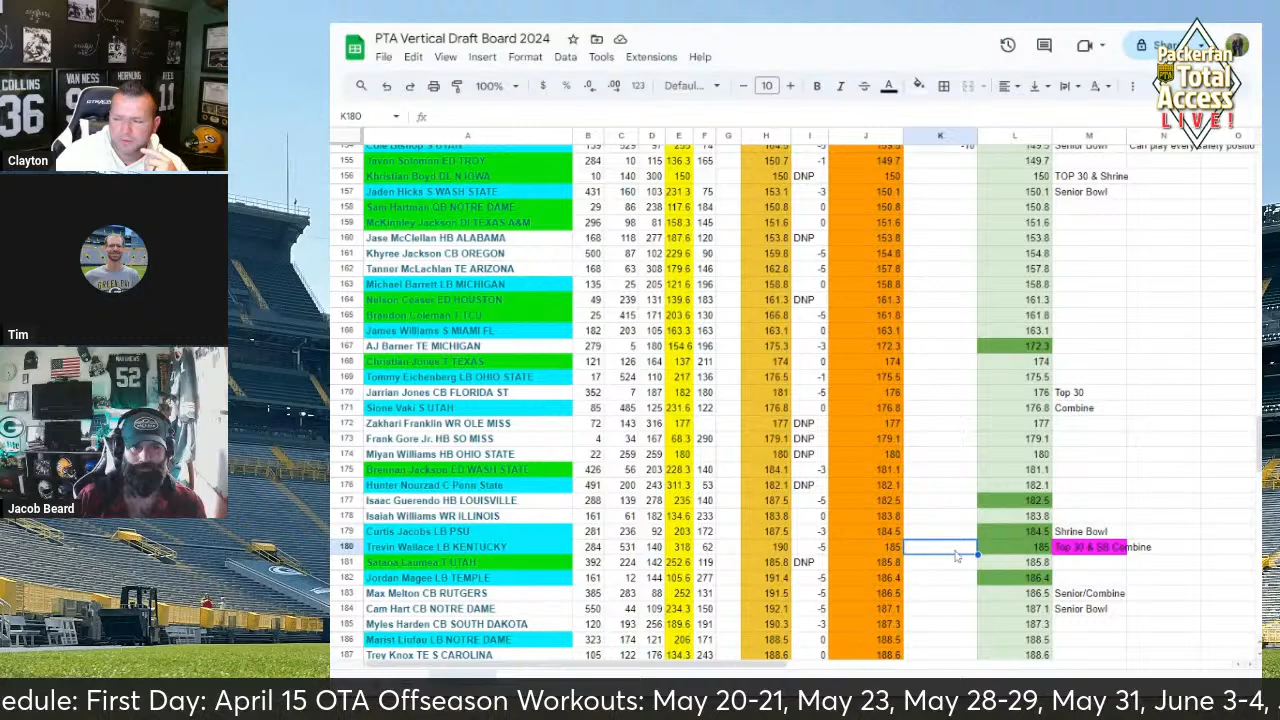 PTA Vertical Draft Board 2024
File Edit View Insert Format Data Tools Extensions Help
100% $ % .0 .00 123 Defaul... 10 B I A
Packerfan Total Access LIVE!
K180 fx
A B C D E F G H I J K L M N O
155 Javon Solomon ED TROY 284 10 115 136.3 165 150.7 -1 149.7 149.7
156 Khristian Boyd DL N IOWA 10 140 300 150 150 DNP 150 150 TOP 30 & Shrine
157 Jaden Hicks S WASH STATE 431 160 103 231.3 75 153.1 -3 150.1 150.1 Senior Bowl
158 Sam Hartman QB NOTRE DAME 29 86 238 117.6 184 150.8 0 150.8 150.8
159 McKinnley Jackson DI TEXAS A&M 296 98 81 158.3 145 151.6 0 151.6 151.6
160 Jase McClellan HB ALABAMA 168 118 277 187.6 120 153.8 DNP 153.8 153.8
161 Khyree Jackson CB OREGON 500 87 102 229.6 90 159.8 -5 154.8 154.8
162 Tanner McLachlan TE ARIZONA 168 63 308 179.6 146 162.8 -5 157.8 157.8
163 Michael Barrett LB MICHIGAN 135 25 205 121.6 196 158.8 0 158.8 158.8
164 Nelson Ceaser ED HOUSTON 49 239 131 139.6 183 161.3 DNP 161.3 161.3
165 Brandon Coleman T TCU 25 415 171 203.6 130 166.8 -5 161.8 161.8
166 James Williams S MIAMI FL 182 203 105 163.3 163 163.1 0 163.1 163.1
167 AJ Barner TE MICHIGAN 279 5 180 154.6 196 175.3 -3 172.3 172.3
168 Christian Jones T TEXAS 121 126 164 137 211 174 0 174 174
169 Tommy Eichenberg LB OHIO STATE 17 524 110 217 136 176.5 -1 175.5 175.5
170 Jarrian Jones CB FLORIDA ST 352 7 187 182 180 181 -5 176 176 Top 30
171 Sione Vaki S UTAH 85 485 125 231.6 122 176.8 0 176.8 176.8 Combine
172 Zakhari Franklin WR OLE MISS 72 143 316 177 177 DNP 177 177
173 Frank Gore Jr. HB SO MISS 4 34 167 68.3 290 179.1 DNP 179.1 179.1
174 Miyan Williams HB OHIO STATE 22 259 259 180 180 DNP 180 180
175 Brennan Jackson ED WASH STATE 426 56 203 228.3 140 184.1 -3 181.1 181.1
176 Hunter Nourzad C Penn State 491 200 243 311.3 53 182.1 DNP 182.1 182.1
177 Isaac Guerendo HB LOUISVILLE 288 139 278 235 140 187.5 -5 182.5 182.5
178 Isaiah Williams WR ILLINOIS 161 61 182 134.6 233 183.8 0 183.8 183.8
179 Curtis Jacobs LB PSU 281 236 92 203 172 187.5 -3 184.5 184.5 Shrine Bowl
180 Trevin Wallace LB KENTUCKY 284 531 140 318 62 190 -5 185 185 Top 30 & SB Combine
181 Sataoa Laumea T UTAH 392 224 142 252.6 119 185.8 DNP 185.8 185.8
182 Jordan Magee LB TEMPLE 161 12 144 105.6 277 191.4 -5 186.4 186.4
183 Max Melton CB RUTGERS 385 283 88 252 131 191.5 -5 186.5 186.5 Senior/Combine
184 Cam Hart CB NOTRE DAME 550 44 109 234.3 150 192.1 -5 187.1 187.1 Senior Bowl
185 Myles Harden CB SOUTH DAKOTA 120 193 256 189.6 191 190.3 -3 187.3 187.3
186 Marist Liufau LB NOTRE DAME 323 174 121 206 171 188.5 0 188.5 188.5
187 Trey Knox TE S CAROLINA 105 122 176 134.3 243 188.6 0 188.6 188.6
COLLINS 36
VAN NESS
HORNUNG
REED 11
Clayton
GREEN BAY
Tim
MATTHEWS 52
Jacob Beard
edule: First Day: April 15 OTA Offseason Workouts: May 20-21, May 23, May 28-29, May 31, June 3-4,